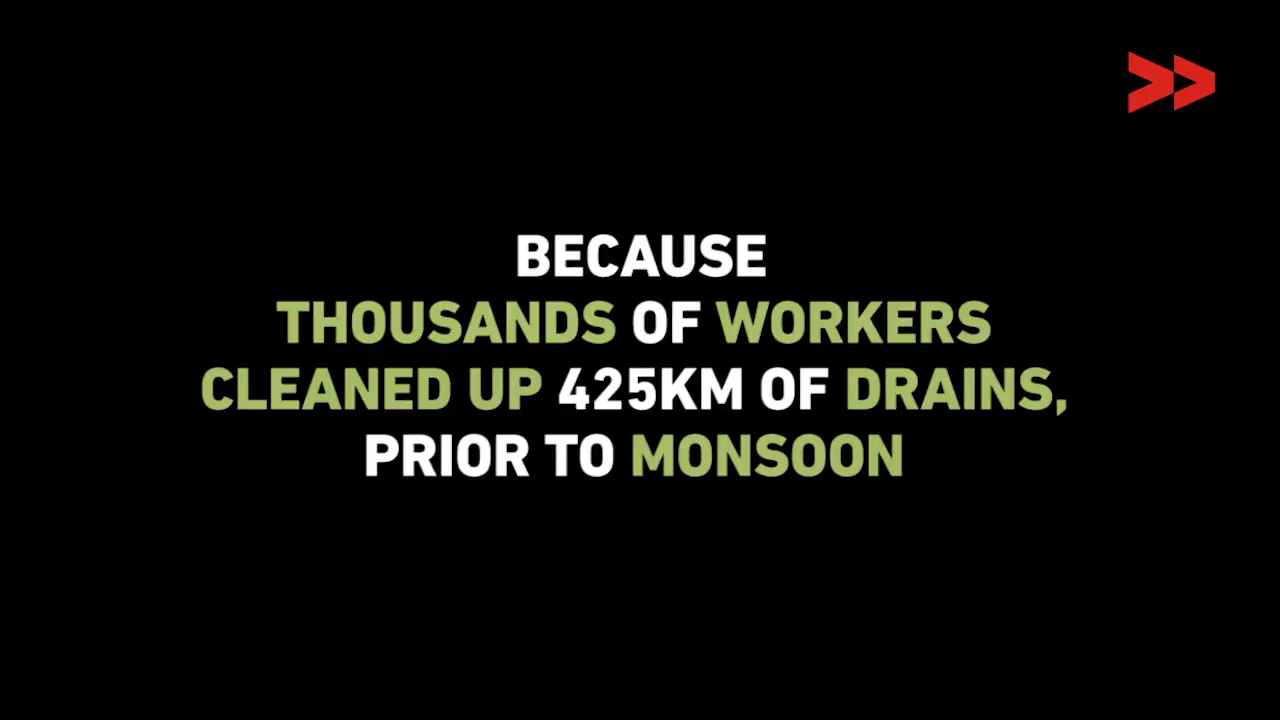 BECAUSE
THOUSANDS OF WORKERS
CLEANED UP 425KM OF DRAINS,
PRIOR TO MONSOON